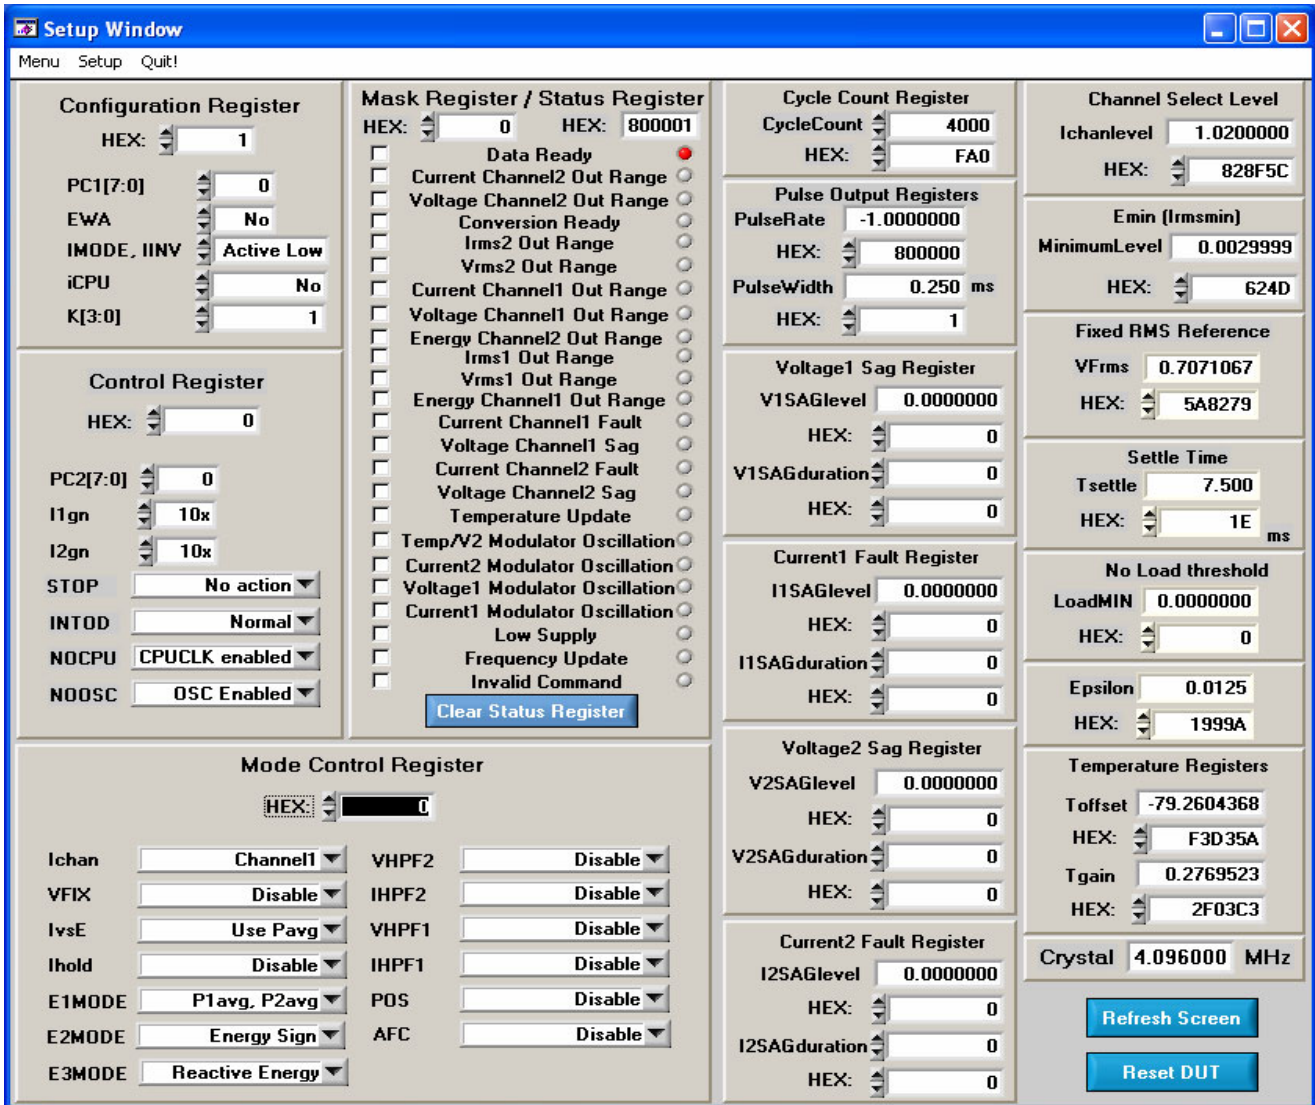 Setup Window
Menu Setup Quit!
Configuration Register
HEX: 1
PC1[7:0] 0
EWA No
IMODE, IINV Active Low
iCPU No
K[3:0] 1
Control Register
HEX: 0
PC2[7:0] 0
I1gn 10x
I2gn 10x
STOP No action
INTOD Normal
NOCPU CPUCLK enabled
NOOSC OSC Enabled
Mask Register / Status Register
HEX: 0 HEX: 800001
Data Ready
Current Channel2 Out Range
Voltage Channel2 Out Range
Conversion Ready
Irms2 Out Range
Vrms2 Out Range
Current Channel1 Out Range
Voltage Channel1 Out Range
Energy Channel2 Out Range
Irms1 Out Range
Vrms1 Out Range
Energy Channel1 Out Range
Current Channel1 Fault
Voltage Channel1 Sag
Current Channel2 Fault
Voltage Channel2 Sag
Temperature Update
Temp/V2 Modulator Oscillation
Current2 Modulator Oscillation
Voltage1 Modulator Oscillation
Current1 Modulator Oscillation
Low Supply
Frequency Update
Invalid Command
Clear Status Register
Mode Control Register
HEX: 0
Ichan Channel1
VFIX Disable
IvsE Use Pavg
Ihold Disable
E1MODE P1avg, P2avg
E2MODE Energy Sign
E3MODE Reactive Energy
VHPF2 Disable
IHPF2 Disable
VHPF1 Disable
IHPF1 Disable
POS Disable
AFC Disable
Cycle Count Register
CycleCount 4000
HEX: FA0
Pulse Output Registers
PulseRate -1.0000000
HEX: 800000
PulseWidth 0.250 ms
HEX: 1
Voltage1 Sag Register
V1SAGlevel 0.0000000
HEX: 0
V1SAGduration 0
HEX: 0
Current1 Fault Register
I1SAGlevel 0.0000000
HEX: 0
I1SAGduration 0
HEX: 0
Voltage2 Sag Register
V2SAGlevel 0.0000000
HEX: 0
V2SAGduration 0
HEX: 0
Current2 Fault Register
I2SAGlevel 0.0000000
HEX: 0
I2SAGduration 0
HEX: 0
Channel Select Level
Ichanlevel 1.0200000
HEX: 828F5C
Emin (Irmsmin)
MinimumLevel 0.0029999
HEX: 624D
Fixed RMS Reference
VFrms 0.7071067
HEX: 5A8279
Settle Time
Tsettle 7.500
HEX: 1E ms
No Load threshold
LoadMIN 0.0000000
HEX: 0
Epsilon 0.0125
HEX: 1999A
Temperature Registers
Toffset -79.2604368
HEX: F3D35A
Tgain 0.2769523
HEX: 2F03C3
Crystal 4.096000 MHz
Refresh Screen
Reset DUT